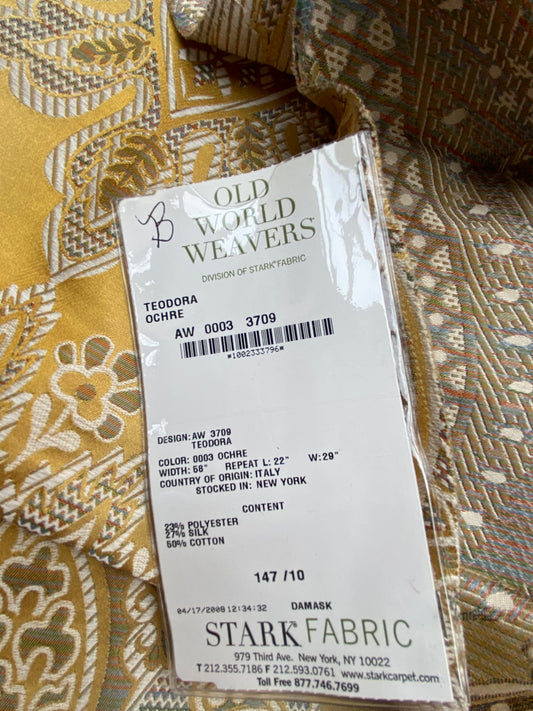 B
OLD
WORLD
WEAVERS
DIVISION OF STARK® FABRIC
TEODORA
OCHRE
AW 0003 3709
*1002333796*
DESIGN: AW 3709
TEODORA
COLOR: 0003 OCHRE
WIDTH: 58" REPEAT L: 22" W: 29"
COUNTRY OF ORIGIN: ITALY
STOCKED IN: NEW YORK
CONTENT
23% POLYESTER
27% SILK
50% COTTON
147 /10
04/17/2008 12:34:32 DAMASK
STARK® FABRIC
979 Third Ave. New York, NY 10022
T 212.355.7186 F 212.593.0761 www.starkcarpet.com
Toll Free 877.746.7699